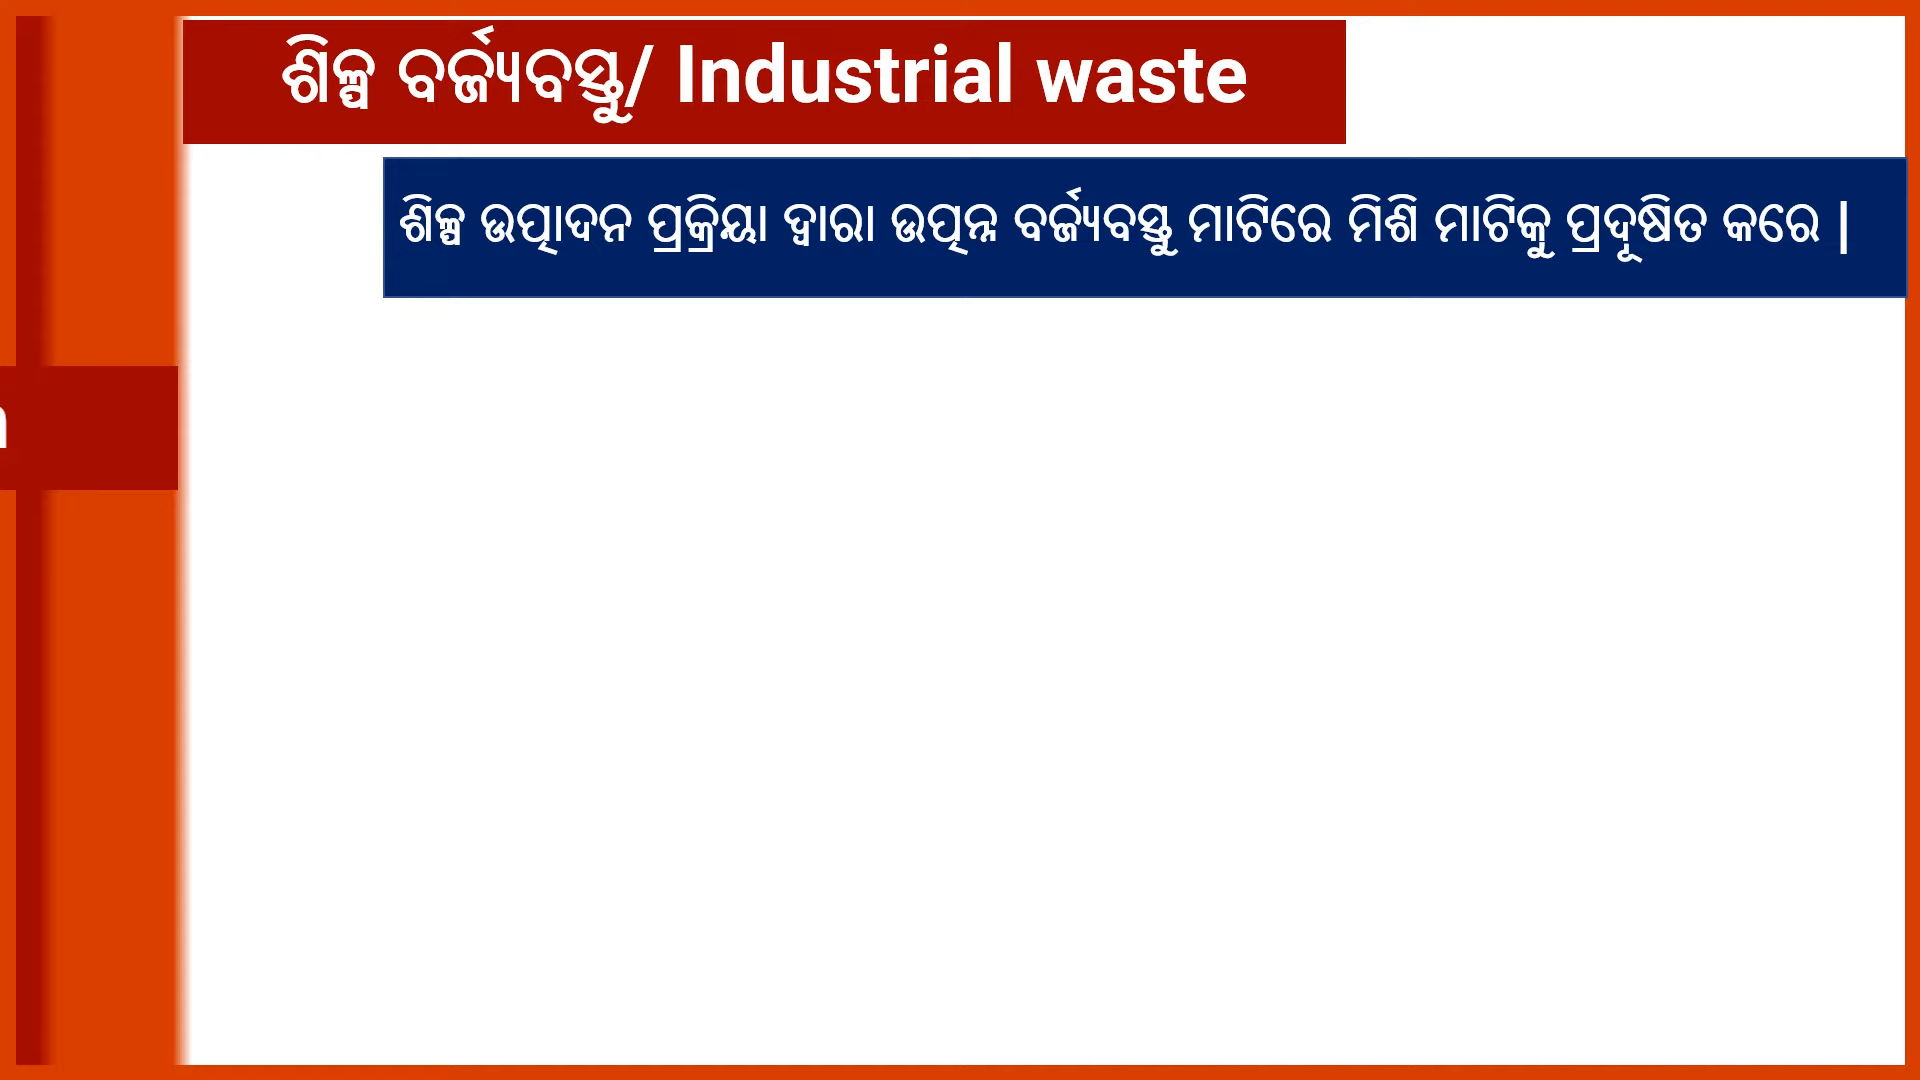 ଶିଳ୍ପ ବର୍ଜ୍ୟବସ୍ତୁ/ Industrial waste
ଶିଳ୍ପ ଉତ୍ପାଦନ ପ୍ରକ୍ରିୟା ଦ୍ୱାରା ଉତ୍ପନ୍ନ ବର୍ଜ୍ୟବସ୍ତୁ ମାଟିରେ ମିଶି ମାଟିକୁ ପ୍ରଦୂଷିତ କରେ |